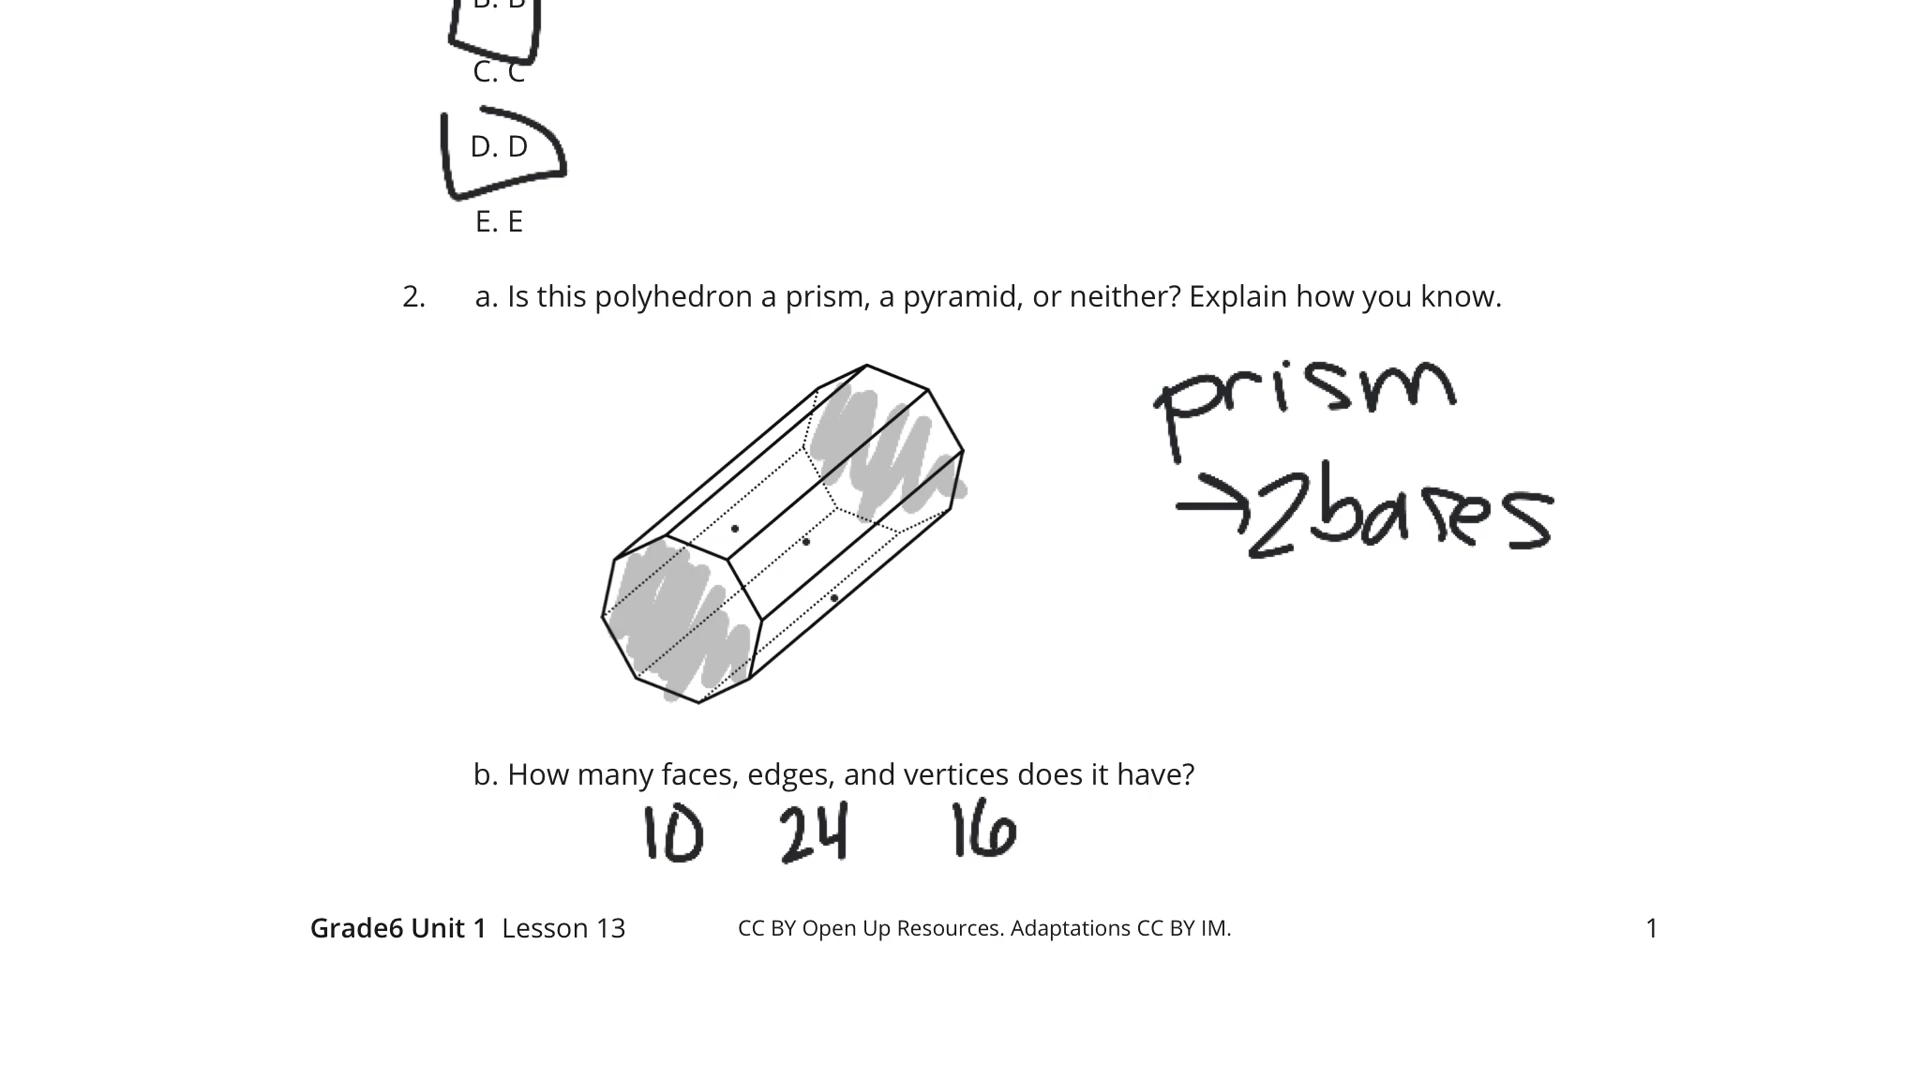 B. B
C. C
D. D
E. E
2. a. Is this polyhedron a prism, a pyramid, or neither? Explain how you know.
prism
→2 bases
b. How many faces, edges, and vertices does it have?
10 24 16
Grade6 Unit 1 Lesson 13 CC BY Open Up Resources. Adaptations CC BY IM. 1